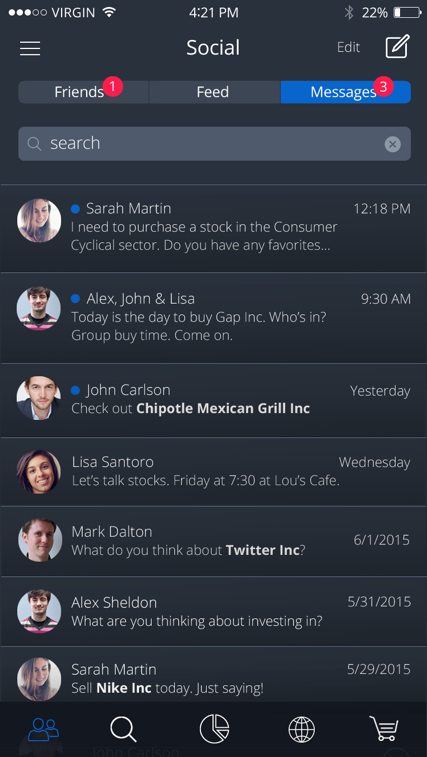 VIRGIN 4:21 PM 22%
Social Edit
Friends 1 Feed Messages 3
search
Sarah Martin 12:18 PM
I need to purchase a stock in the Consumer
Cyclical sector. Do you have any favorites...
Alex, John & Lisa 9:30 AM
Today is the day to buy Gap Inc. Who's in?
Group buy time. Come on.
John Carlson Yesterday
Check out Chipotle Mexican Grill Inc
Lisa Santoro Wednesday
Let's talk stocks. Friday at 7:30 at Lou's Cafe.
Mark Dalton 6/1/2015
What do you think about Twitter Inc?
Alex Sheldon 5/31/2015
What are you thinking about investing in?
Sarah Martin 5/29/2015
Sell Nike Inc today. Just saying!
John Carlson